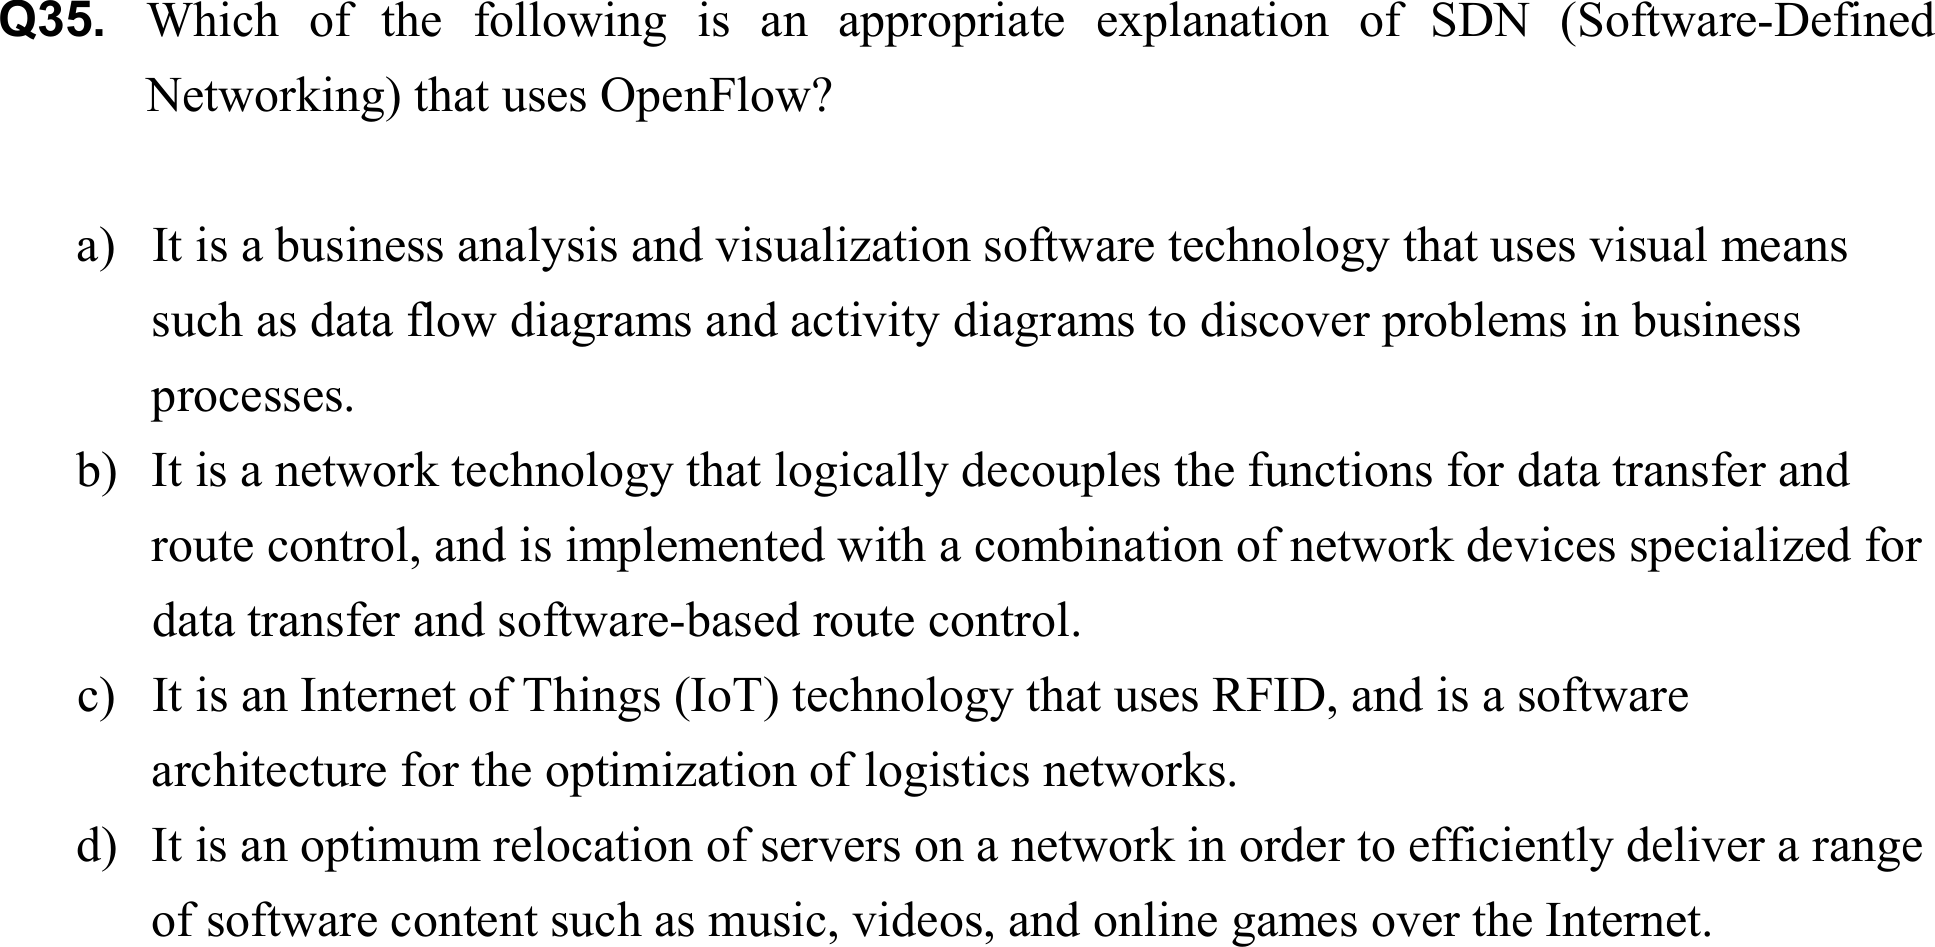 Q35. Which of the following is an appropriate explanation of SDN (Software-Defined
Networking) that uses OpenFlow?
a) It is a business analysis and visualization software technology that uses visual means
such as data flow diagrams and activity diagrams to discover problems in business
processes.
b) It is a network technology that logically decouples the functions for data transfer and
route control, and is implemented with a combination of network devices specialized for
data transfer and software-based route control.
c) It is an Internet of Things (IoT) technology that uses RFID, and is a software
architecture for the optimization of logistics networks.
d) It is an optimum relocation of servers on a network in order to efficiently deliver a range
of software content such as music, videos, and online games over the Internet.